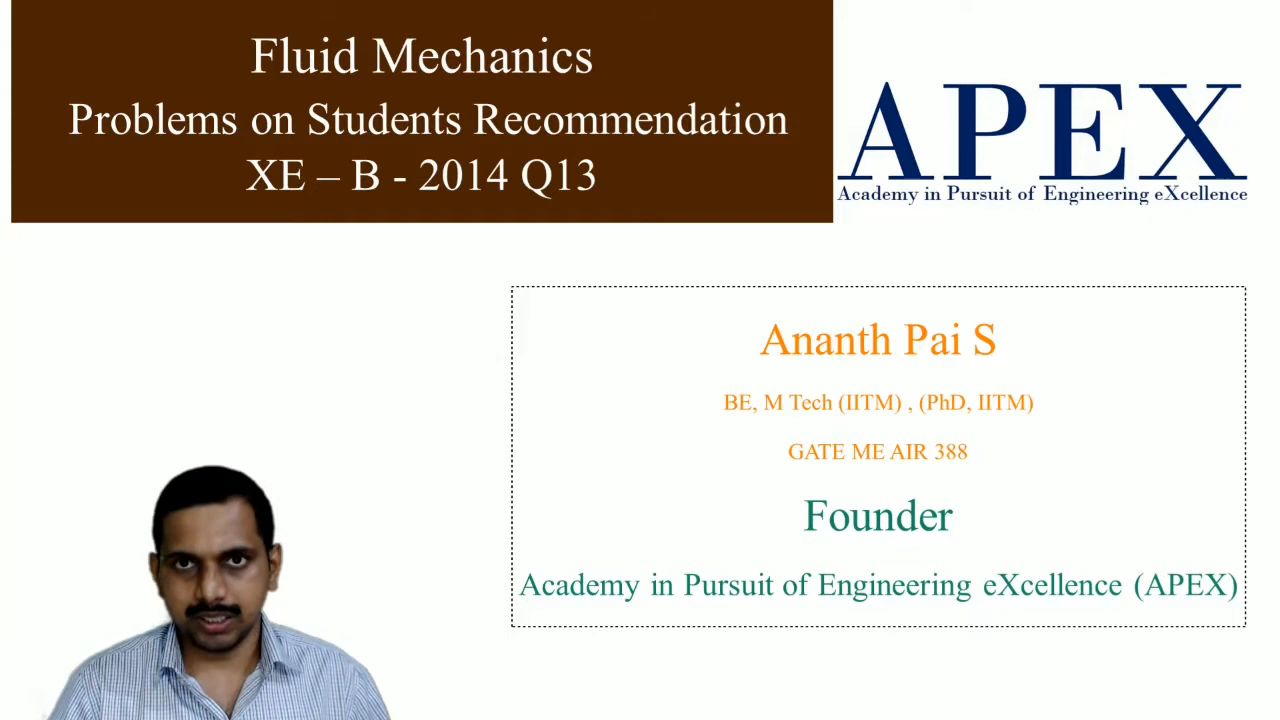 Fluid Mechanics
Problems on Students Recommendation
XE – B - 2014 Q13
APEX
Academy in Pursuit of Engineering eXcellence
Ananth Pai S
BE, M Tech (IITM) , (PhD, IITM)
GATE ME AIR 388
Founder
Academy in Pursuit of Engineering eXcellence (APEX)